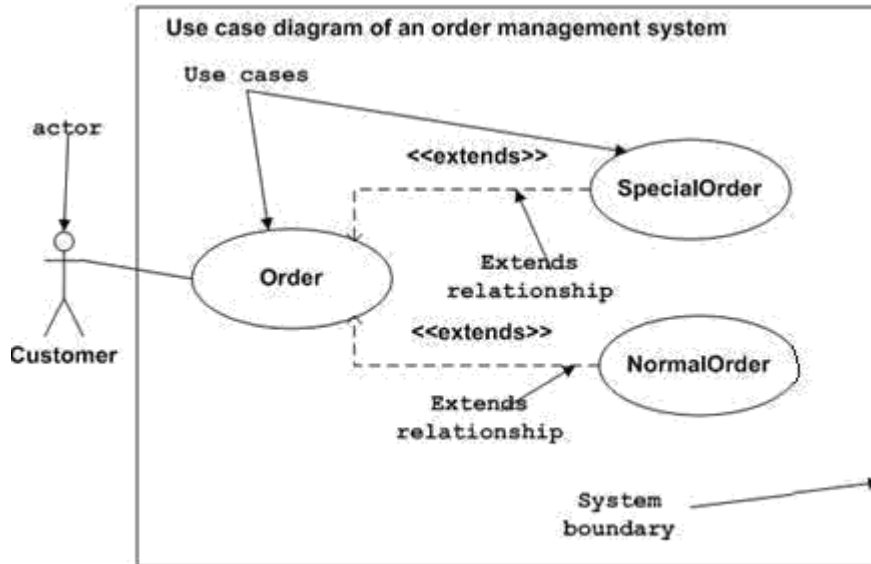 Use case diagram of an order management system
Use cases
actor
<<extends>>
SpecialOrder
Order
Extends
relationship
Customer
<<extends>>
NormalOrder
Extends
relationship
System
boundary